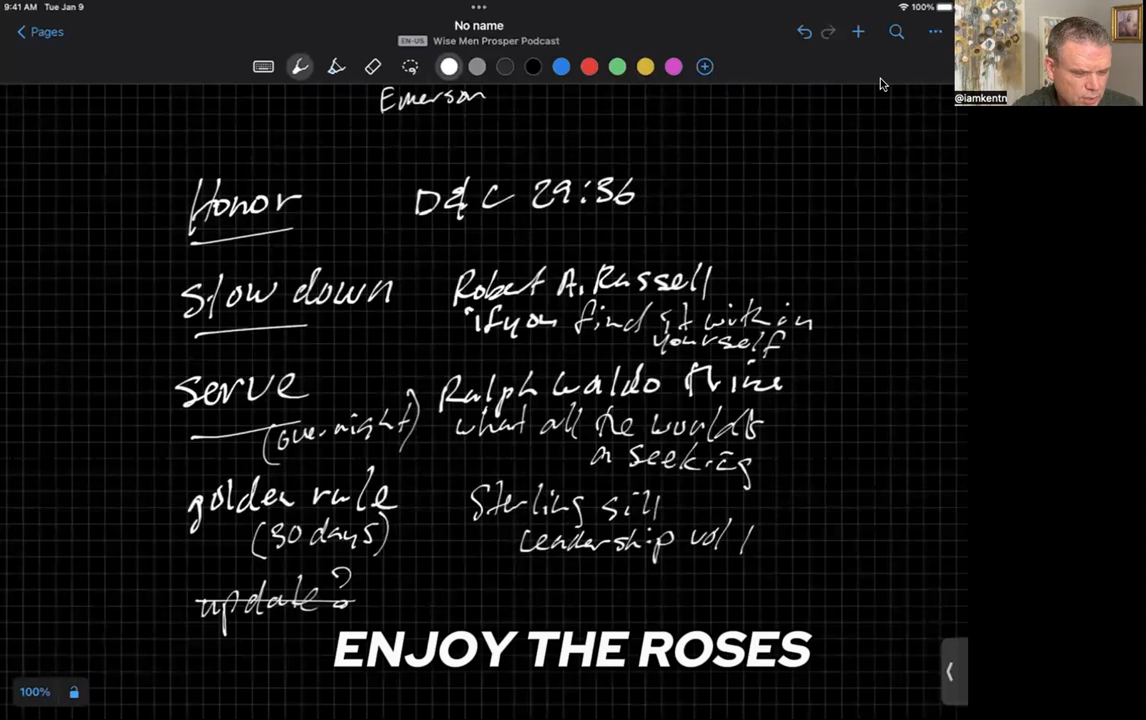 9:41 AM Tue Jan 9
100%
No name
Pages
EN-US Wise Men Prosper Podcast
@iamkentn
Emerson
Honor D&C 29:36
slow down Robert A. Russell
"if you find it within
yourself
serve Ralph Waldo Trine
(over night) what all the world's
a seeking
golden rule Sterling Sill
(30 days) Leadership vol 1
update?
ENJOY THE ROSES
100%